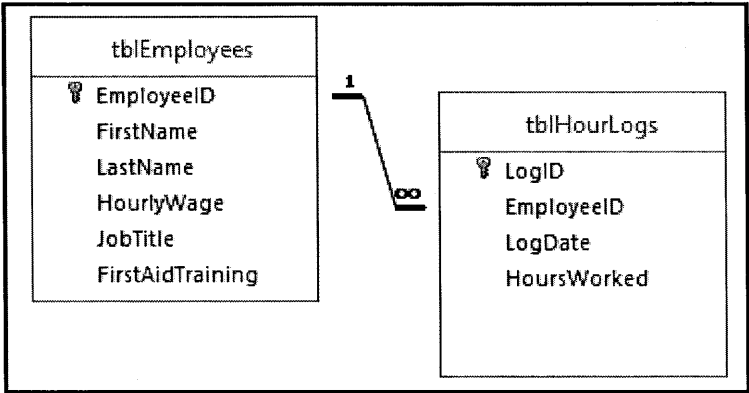 tblEmployees
EmployeeID
FirstName
LastName
HourlyWage
JobTitle
FirstAidTraining
1
∞
tblHourLogs
LogID
EmployeeID
LogDate
HoursWorked